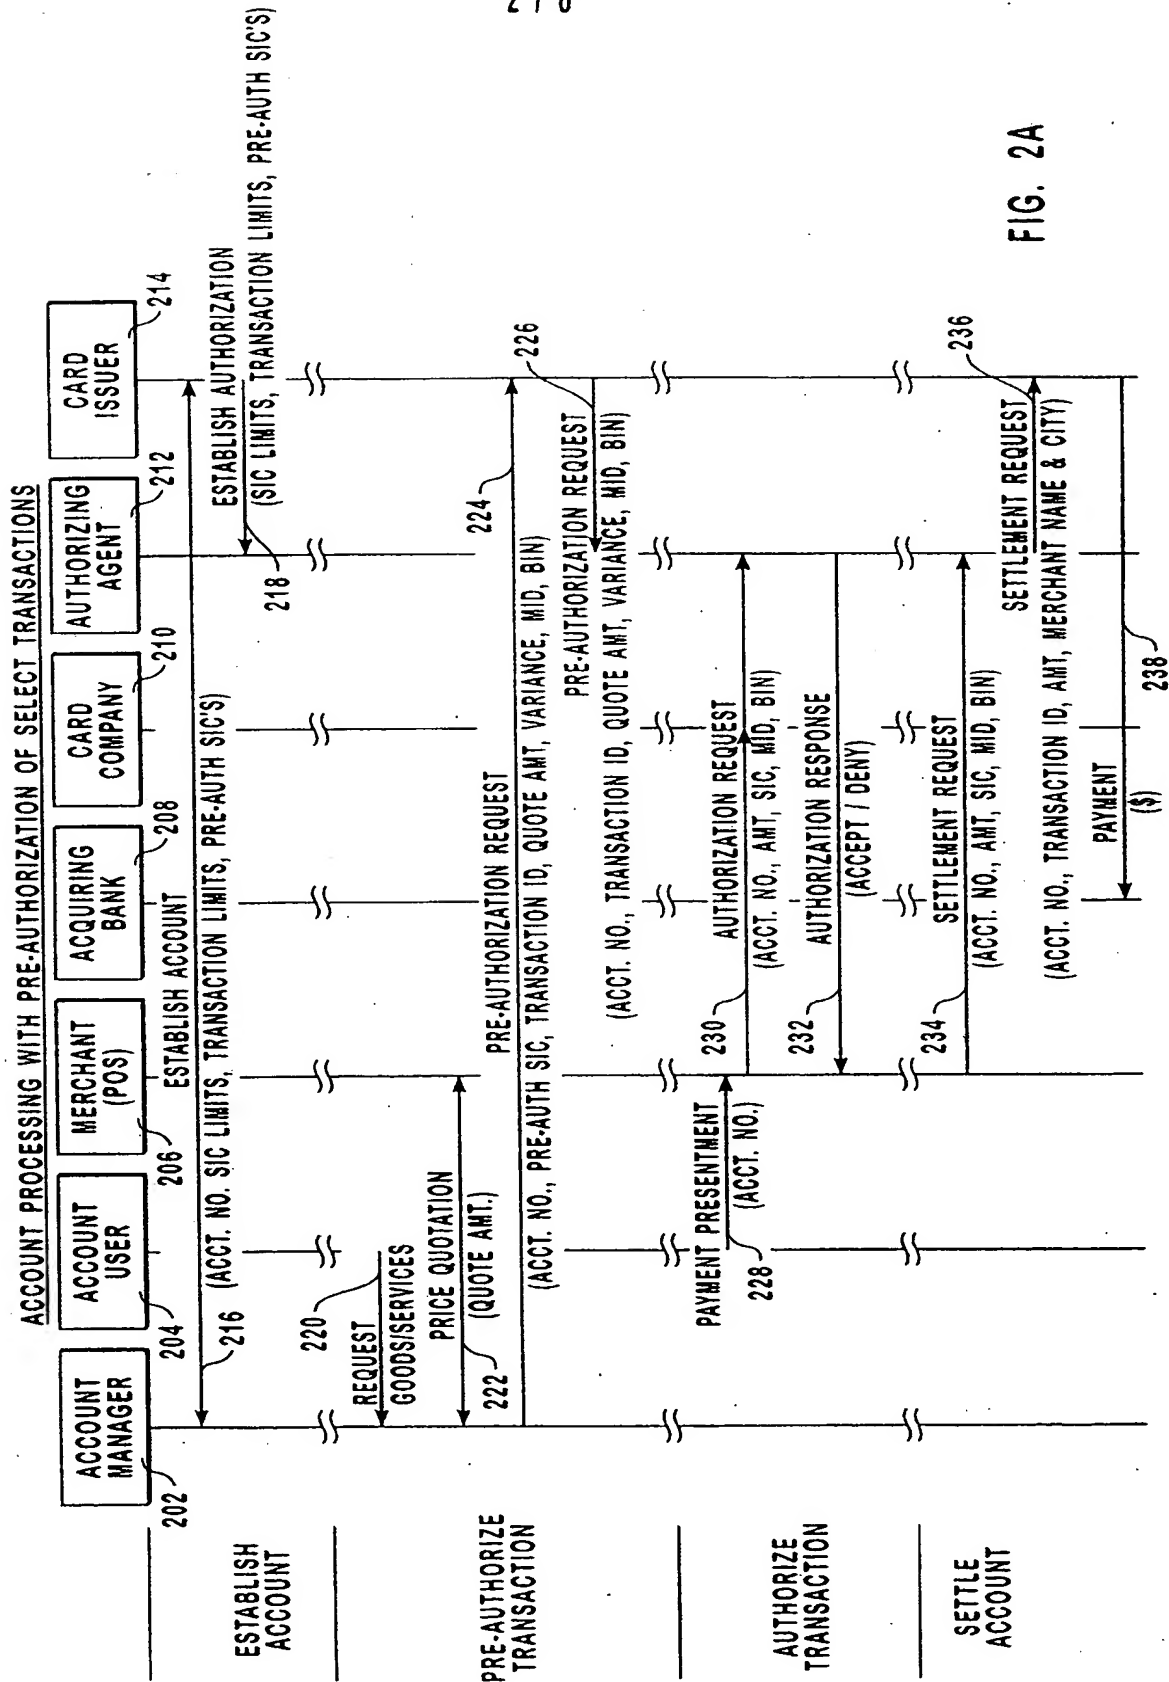 2 / 8
ACCOUNT PROCESSING WITH PRE-AUTHORIZATION OF SELECT TRANSACTIONS
ACCOUNT
MANAGER
202
ACCOUNT
USER
204
MERCHANT
(POS)
206
ACQUIRING
BANK
208
CARD
COMPANY
210
AUTHORIZING
AGENT
212
CARD
ISSUER
214
ESTABLISH
ACCOUNT
ESTABLISH ACCOUNT
(ACCT. NO. SIC LIMITS, TRANSACTION LIMITS, PRE-AUTH SIC'S)
216
ESTABLISH AUTHORIZATION
(SIC LIMITS, TRANSACTION LIMITS, PRE-AUTH SIC'S)
218
PRE-AUTHORIZE
TRANSACTION
220
REQUEST
GOODS/SERVICES
PRICE QUOTATION
(QUOTE AMT.)
222
PRE-AUTHORIZATION REQUEST
224
(ACCT. NO., PRE-AUTH SIC, TRANSACTION ID, QUOTE AMT, VARIANCE, MID, BIN)
226
PRE-AUTHORIZATION REQUEST
(ACCT. NO., TRANSACTION ID, QUOTE AMT, VARIANCE, MID, BIN)
AUTHORIZE
TRANSACTION
PAYMENT PRESENTMENT
(ACCT. NO.)
228
230
AUTHORIZATION REQUEST
(ACCT. NO., AMT, SIC, MID, BIN)
232
AUTHORIZATION RESPONSE
(ACCEPT / DENY)
SETTLE
ACCOUNT
234
SETTLEMENT REQUEST
(ACCT. NO., AMT, SIC, MID, BIN)
236
SETTLEMENT REQUEST
(ACCT. NO., TRANSACTION ID, AMT, MERCHANT NAME & CITY)
PAYMENT
($)
238
FIG. 2A